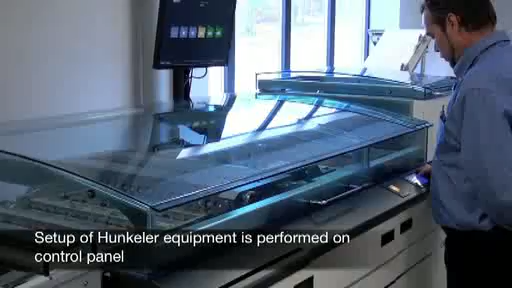 Setup of Hunkeler equipment is performed on
control panel